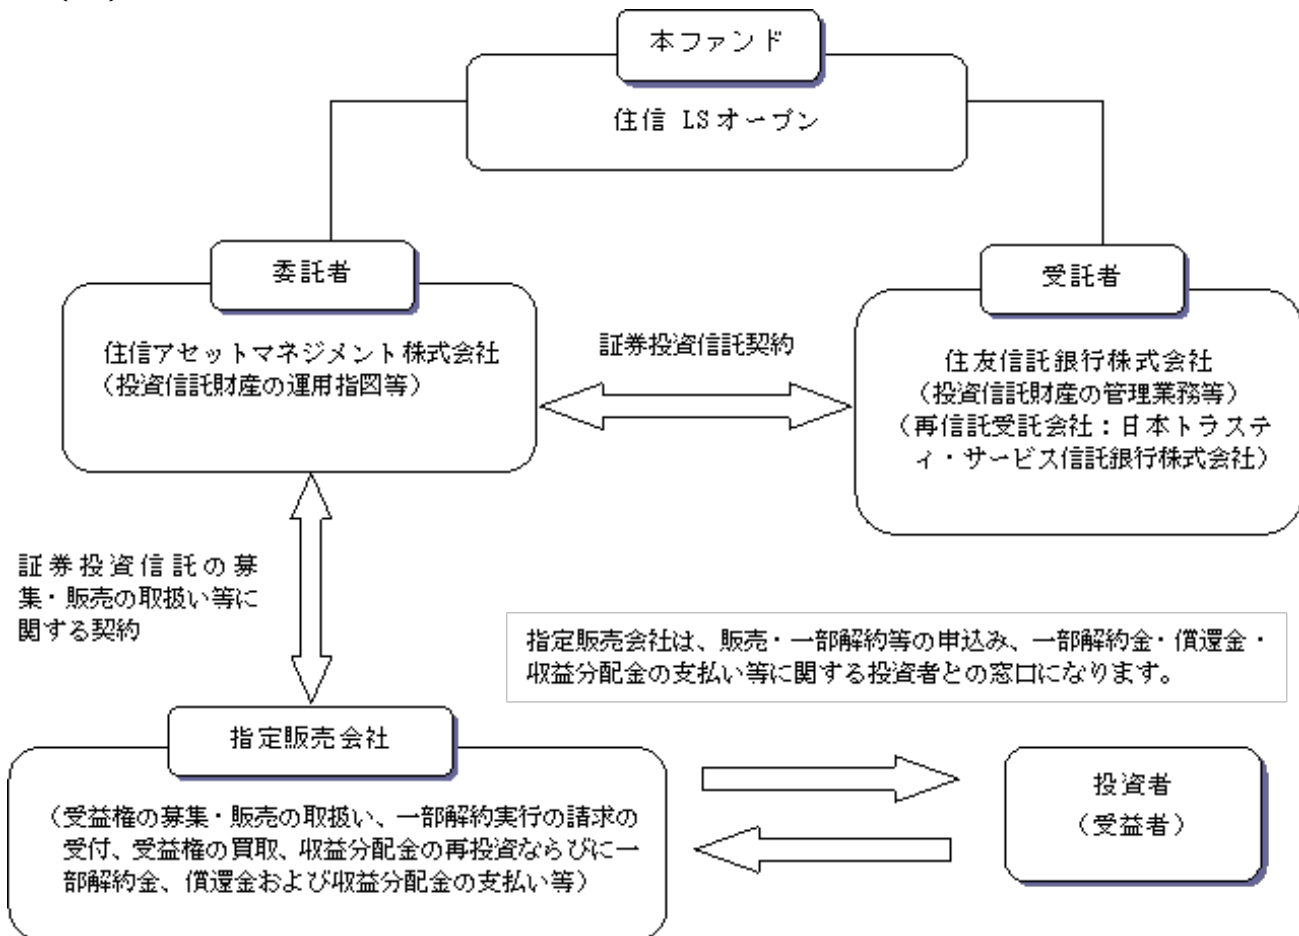 本ファンド
住信 LSオープン
委託者
住信アセットマネジメント株式会社
（投資信託財産の運用指図等）
証券投資信託契約
受託者
住友信託銀行株式会社
（投資信託財産の管理業務等）
（再信託受託会社：日本トラステ
ィ・サービス信託銀行株式会社）
証券投資信託の募
集・販売の取扱い等に
関する契約
指定販売会社は、販売・一部解約等の申込み、一部解約金・償還金・
収益分配金の支払い等に関する投資者との窓口になります。
指定販売会社
（受益権の募集・販売の取扱い、一部解約実行の請求の
受付、受益権の買取、収益分配金の再投資ならびに一
部解約金、償還金および収益分配金の支払い等）
投資者
（受益者）